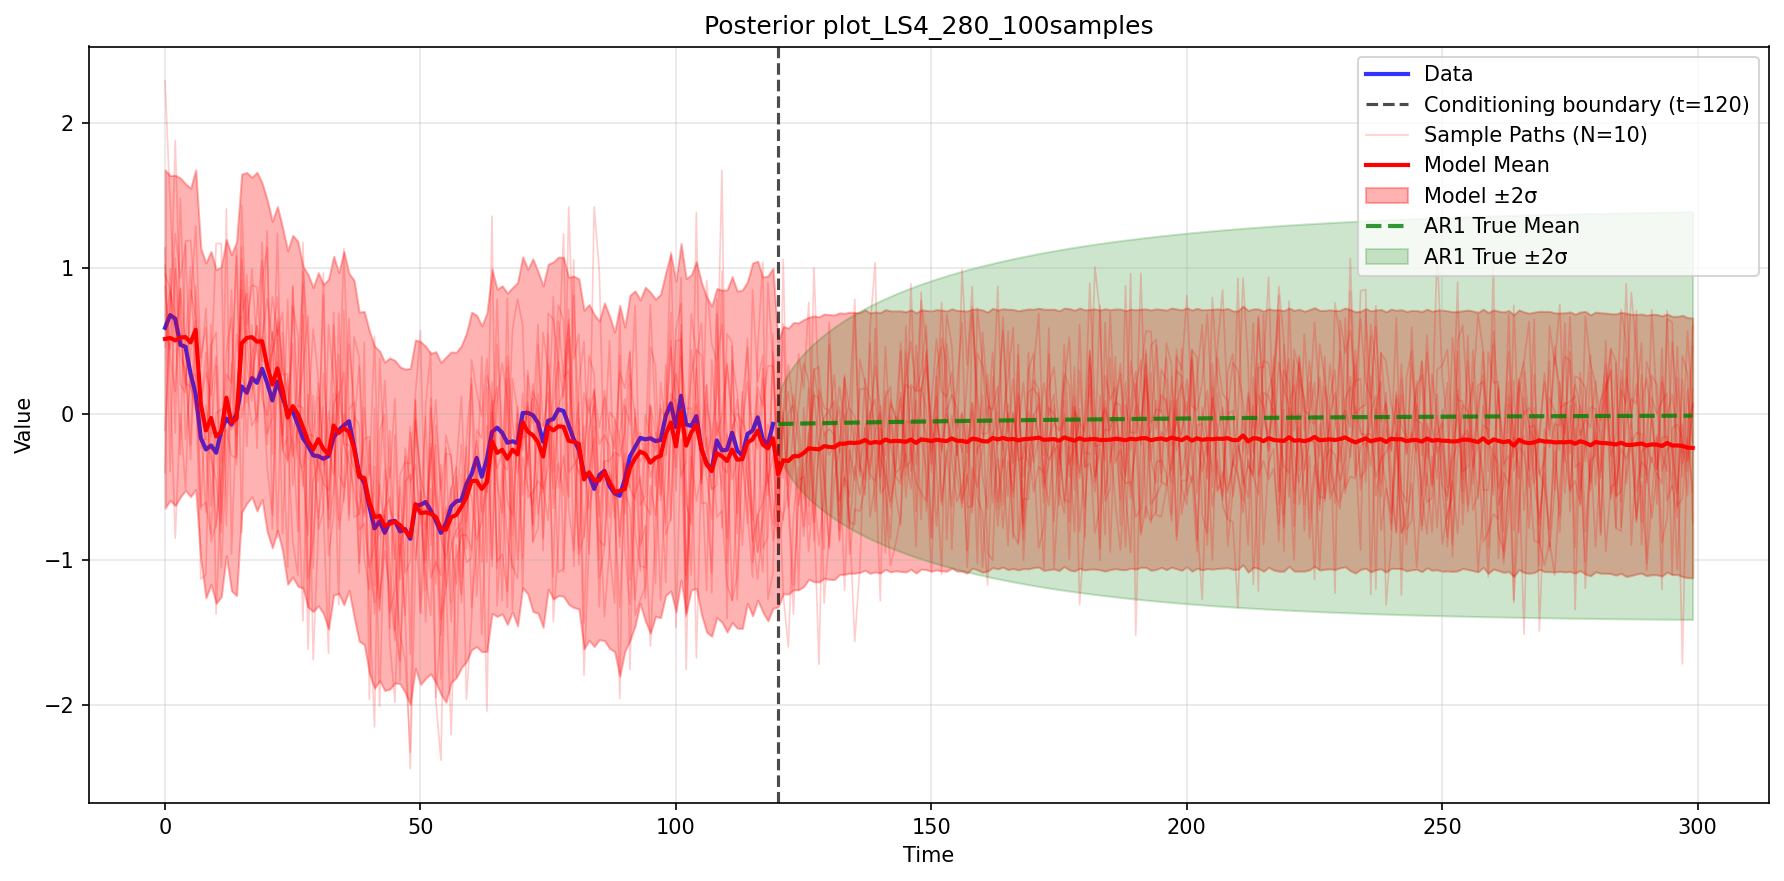 Posterior plot_LS4_280_100samples
Data
Conditioning boundary (t=120)
Sample Paths (N=10)
Model Mean
Model ±2σ
AR1 True Mean
AR1 True ±2σ
Value
2
1
0
−1
−2
0 50 100 150 200 250 300
Time